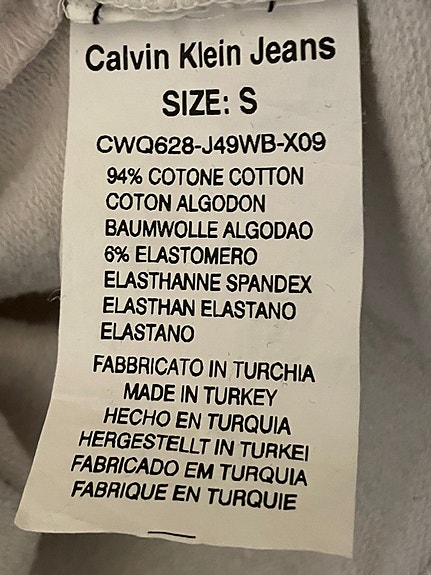 Calvin Klein Jeans
SIZE: S
CWQ628-J49WB-X09
94% COTONE COTTON
COTON ALGODON
BAUMWOLLE ALGODAO
6% ELASTOMERO
ELASTHANNE SPANDEX
ELASTHAN ELASTANO
ELASTANO
FABBRICATO IN TURCHIA
MADE IN TURKEY
HECHO EN TURQUIA
HERGESTELLT IN TURKEI
FABRICADO EM TURQUIA
FABRIQUE EN TURQUIE